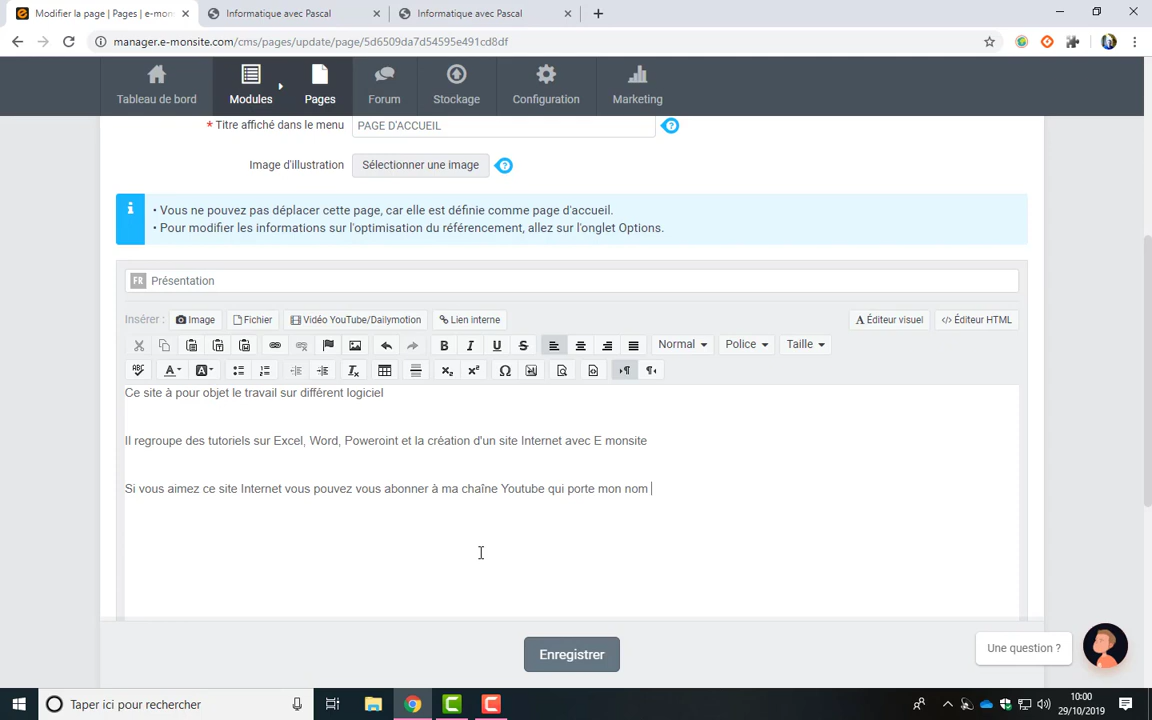 Modifier la page | Pages | e-mon
Informatique avec Pascal
Informatique avec Pascal
manager.e-monsite.com/cms/pages/update/page/5d6509da7d54595e491cd8df
Tableau de bord
Modules
Pages
Forum
Stockage
Configuration
Marketing
* Titre affiché dans le menu
PAGE D'ACCUEIL
Image d'illustration
Sélectionner une image
• Vous ne pouvez pas déplacer cette page, car elle est définie comme page d'accueil.
• Pour modifier les informations sur l'optimisation du référencement, allez sur l'onglet Options.
FR Présentation
Insérer : Image Fichier Vidéo YouTube/Dailymotion Lien interne A Éditeur visuel </> Éditeur HTML
B I U S Normal Police Taille
ABC A A x₂ x² Ω
Ce site à pour objet le travail sur différent logiciel
Il regroupe des tutoriels sur Excel, Word, Poweroint et la création d'un site Internet avec E monsite
Si vous aimez ce site Internet vous pouvez vous abonner à ma chaîne Youtube qui porte mon nom
Enregistrer
Une question ?
Taper ici pour rechercher
10:00
29/10/2019